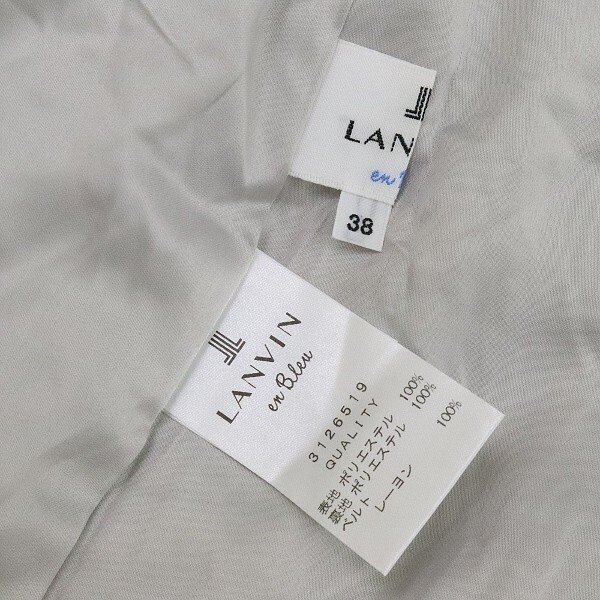 LANV
en
38
LANVIN
en Bleu
3126519
QUALITY
表地 ポリエステル 100%
裏地 ポリエステル 100%
ベルト レーヨン 100%